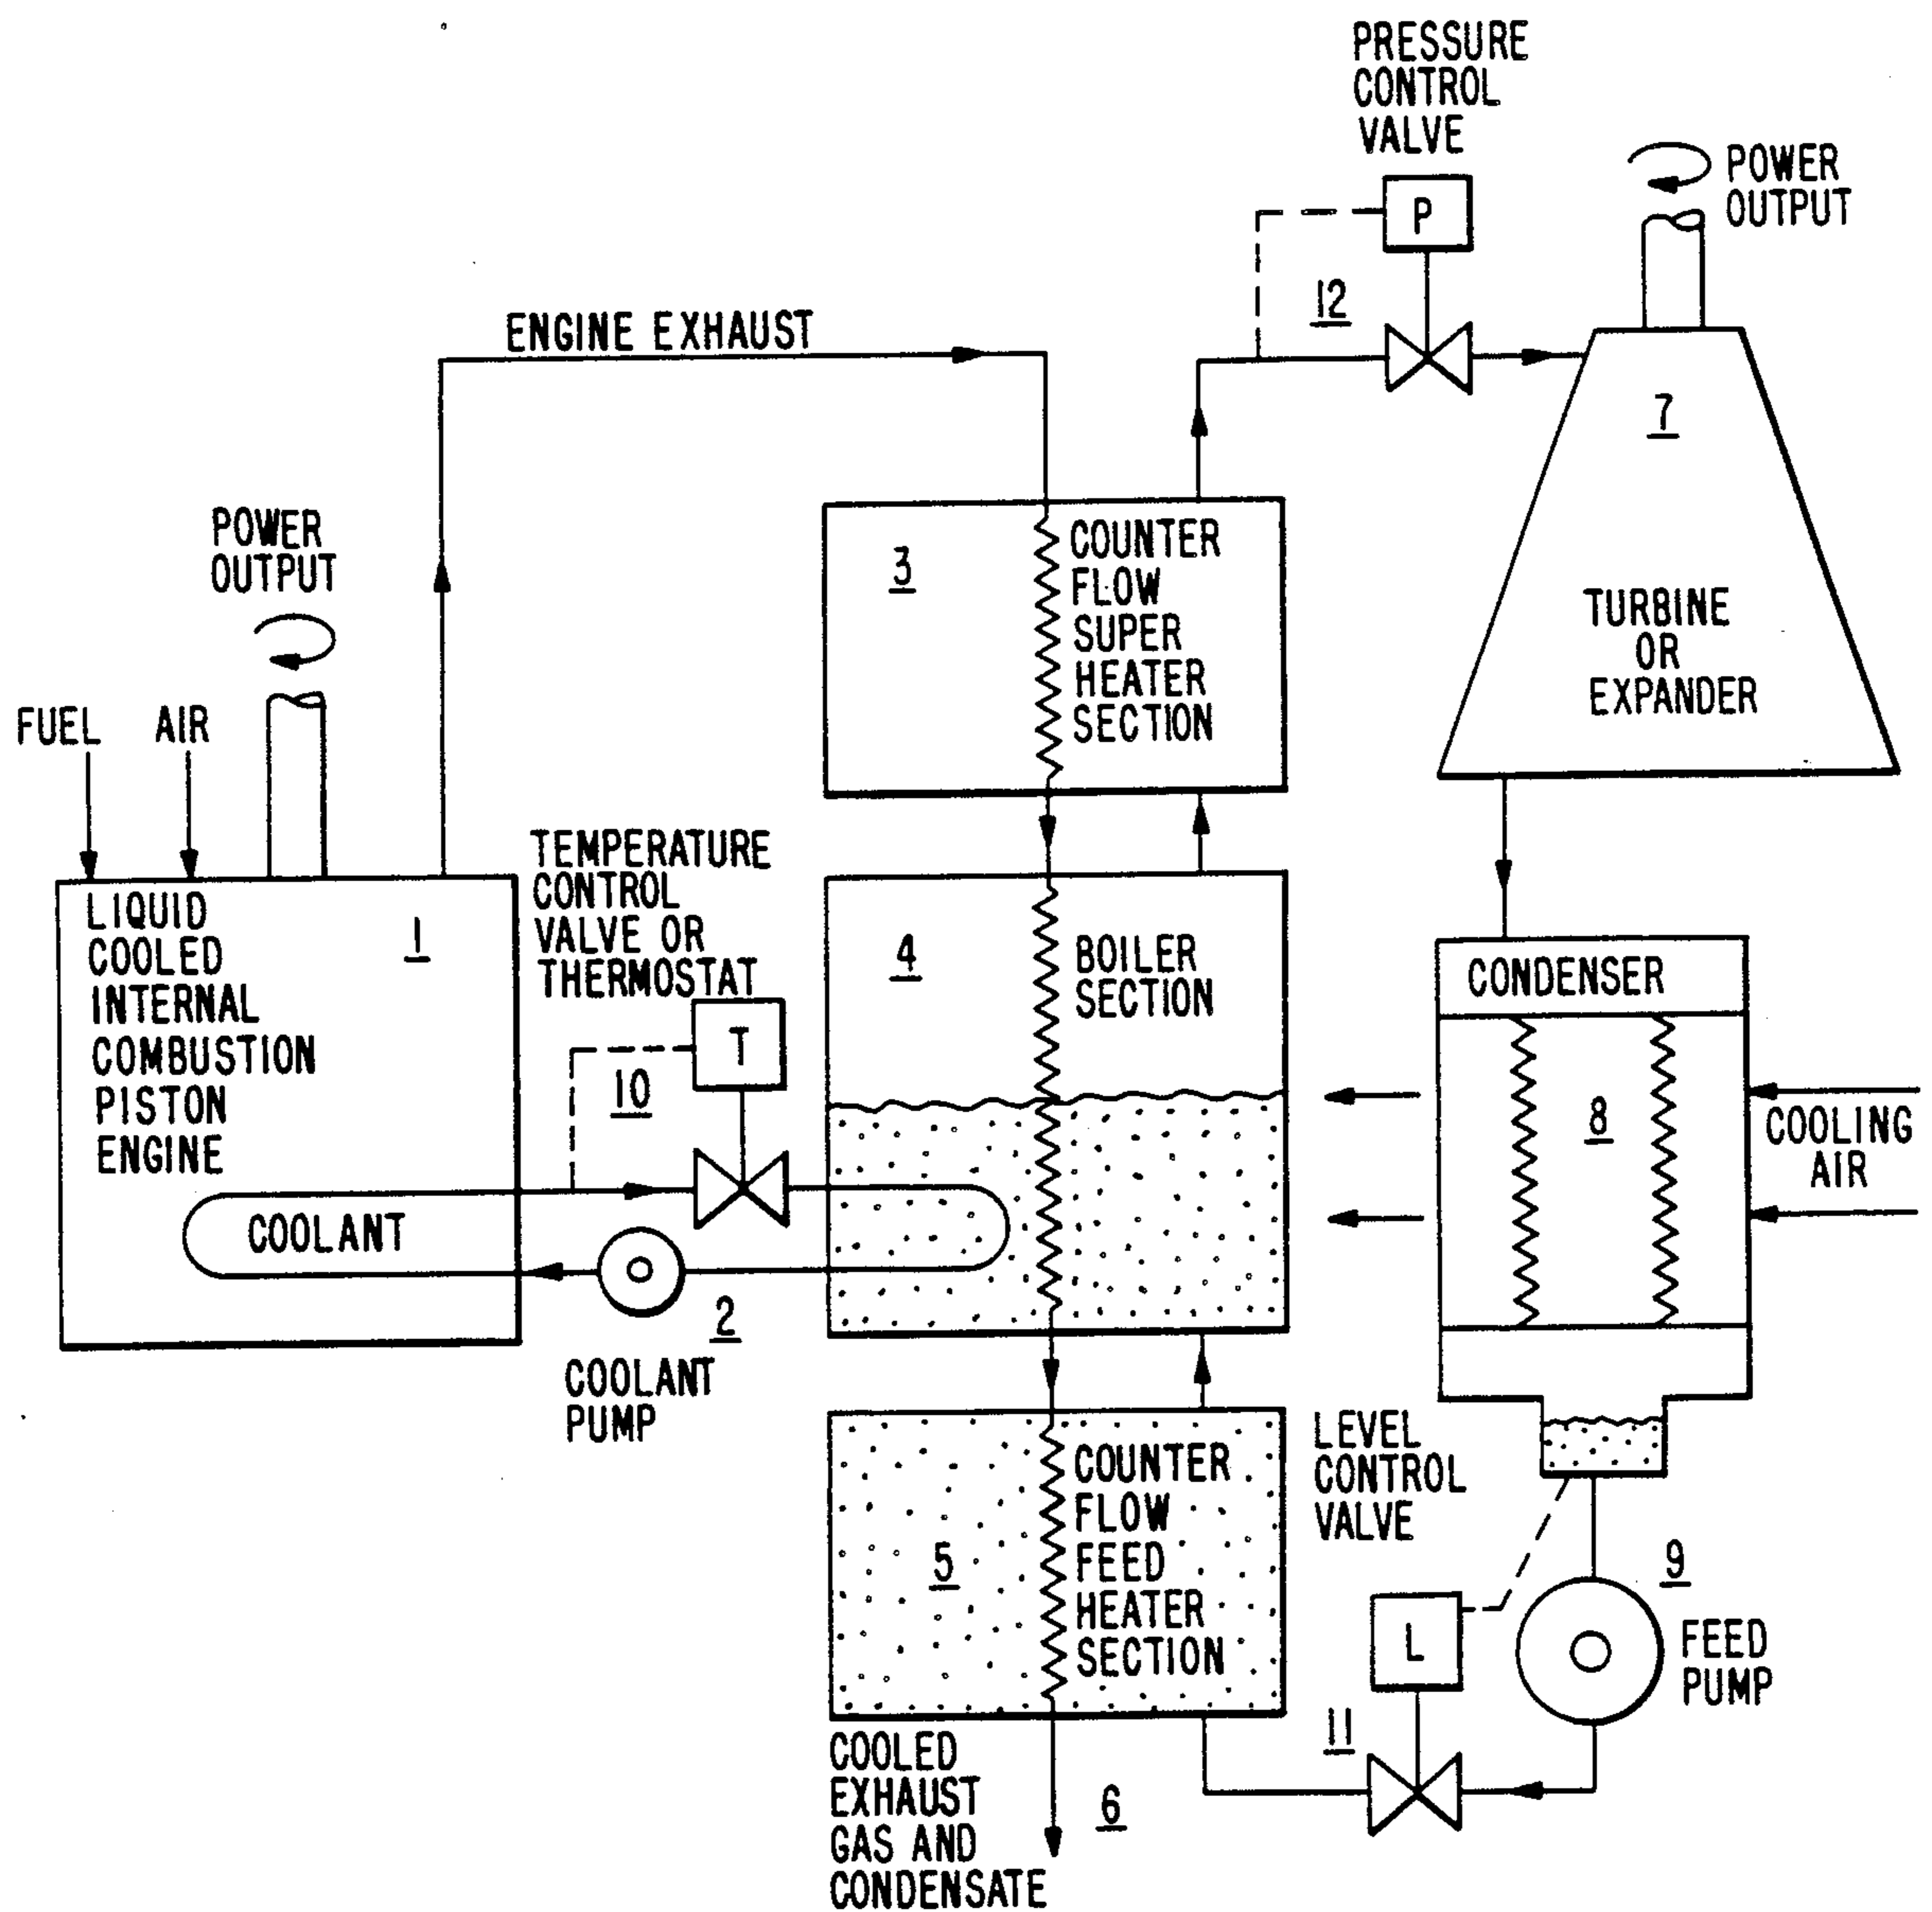 PRESSURE
CONTROL
VALVE
P
POWER
OUTPUT
12
ENGINE EXHAUST
7
TURBINE
OR
EXPANDER
POWER
OUTPUT
FUEL
AIR
3
COUNTER
FLOW
SUPER
HEATER
SECTION
LIQUID
COOLED
INTERNAL
COMBUSTION
PISTON
ENGINE
1
TEMPERATURE
CONTROL
VALVE OR
THERMOSTAT
T
10
4
BOILER
SECTION
CONDENSER
8
COOLING
AIR
COOLANT
2
COOLANT
PUMP
5
COUNTER
FLOW
FEED
HEATER
SECTION
LEVEL
CONTROL
VALVE
L
9
FEED
PUMP
11
COOLED
EXHAUST
GAS AND
CONDENSATE
6